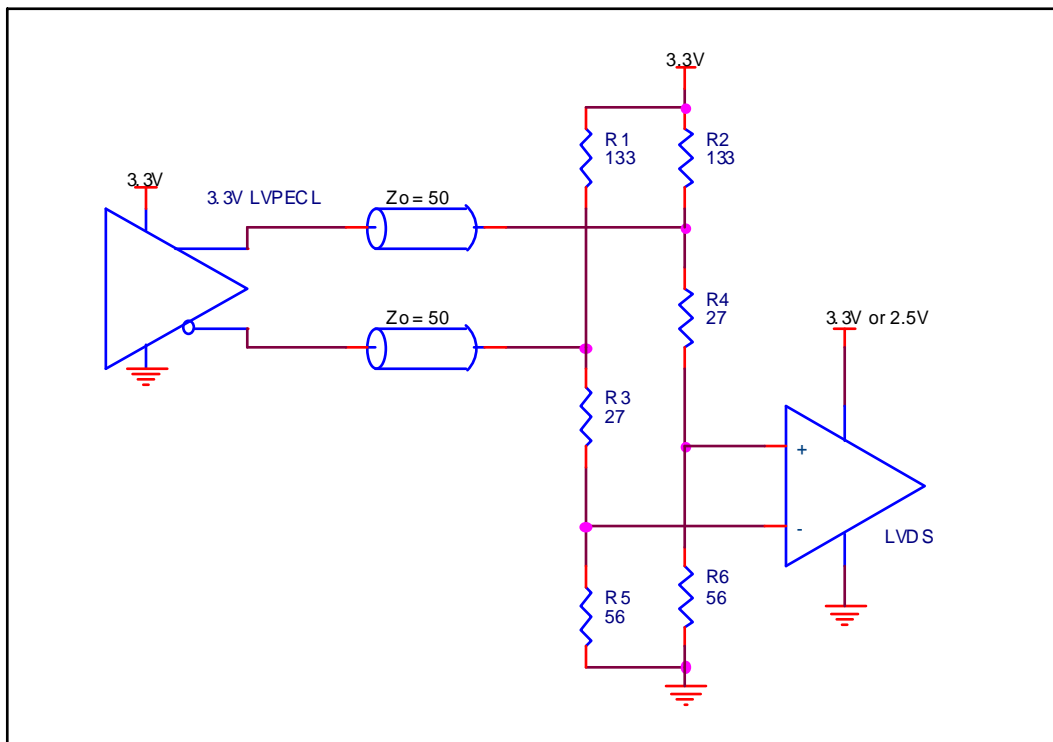 3.3V
R1
133
R2
133
3.3V
3.3V LVPECL
Zo = 50
R4
27
Zo = 50
3.3V or 2.5V
R3
27
+
-
LVDS
R5
56
R6
56